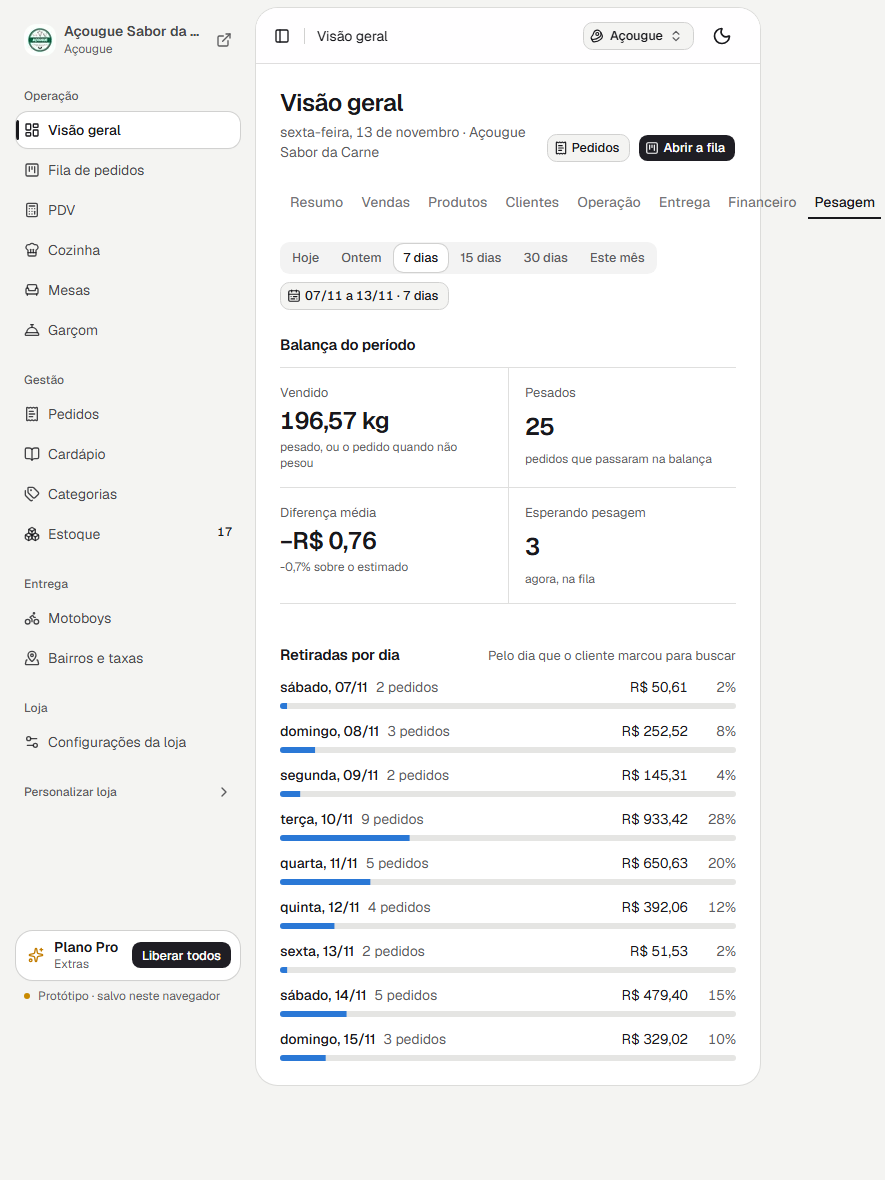 Açougue Sabor da ...
Açougue
Operação
Visão geral
Fila de pedidos
PDV
Cozinha
Mesas
Garçom
Gestão
Pedidos
Cardápio
Categorias
Estoque 17
Entrega
Motoboys
Bairros e taxas
Loja
Configurações da loja
Personalizar loja
Plano Pro
Extras
Liberar todos
Protótipo · salvo neste navegador
Visão geral
Açougue
Visão geral
sexta-feira, 13 de novembro · Açougue
Sabor da Carne
Pedidos
Abrir a fila
Resumo Vendas Produtos Clientes Operação Entrega Financeiro Pesagem
Hoje Ontem 7 dias 15 dias 30 dias Este mês
07/11 a 13/11 · 7 dias
Balança do período
Vendido
196,57 kg
pesado, ou o pedido quando não
pesou
Pesados
25
pedidos que passaram na balança
Diferença média
−R$ 0,76
-0,7% sobre o estimado
Esperando pesagem
3
agora, na fila
Retiradas por dia Pelo dia que o cliente marcou para buscar
sábado, 07/11 2 pedidos R$ 50,61 2%
domingo, 08/11 3 pedidos R$ 252,52 8%
segunda, 09/11 2 pedidos R$ 145,31 4%
terça, 10/11 9 pedidos R$ 933,42 28%
quarta, 11/11 5 pedidos R$ 650,63 20%
quinta, 12/11 4 pedidos R$ 392,06 12%
sexta, 13/11 2 pedidos R$ 51,53 2%
sábado, 14/11 5 pedidos R$ 479,40 15%
domingo, 15/11 3 pedidos R$ 329,02 10%